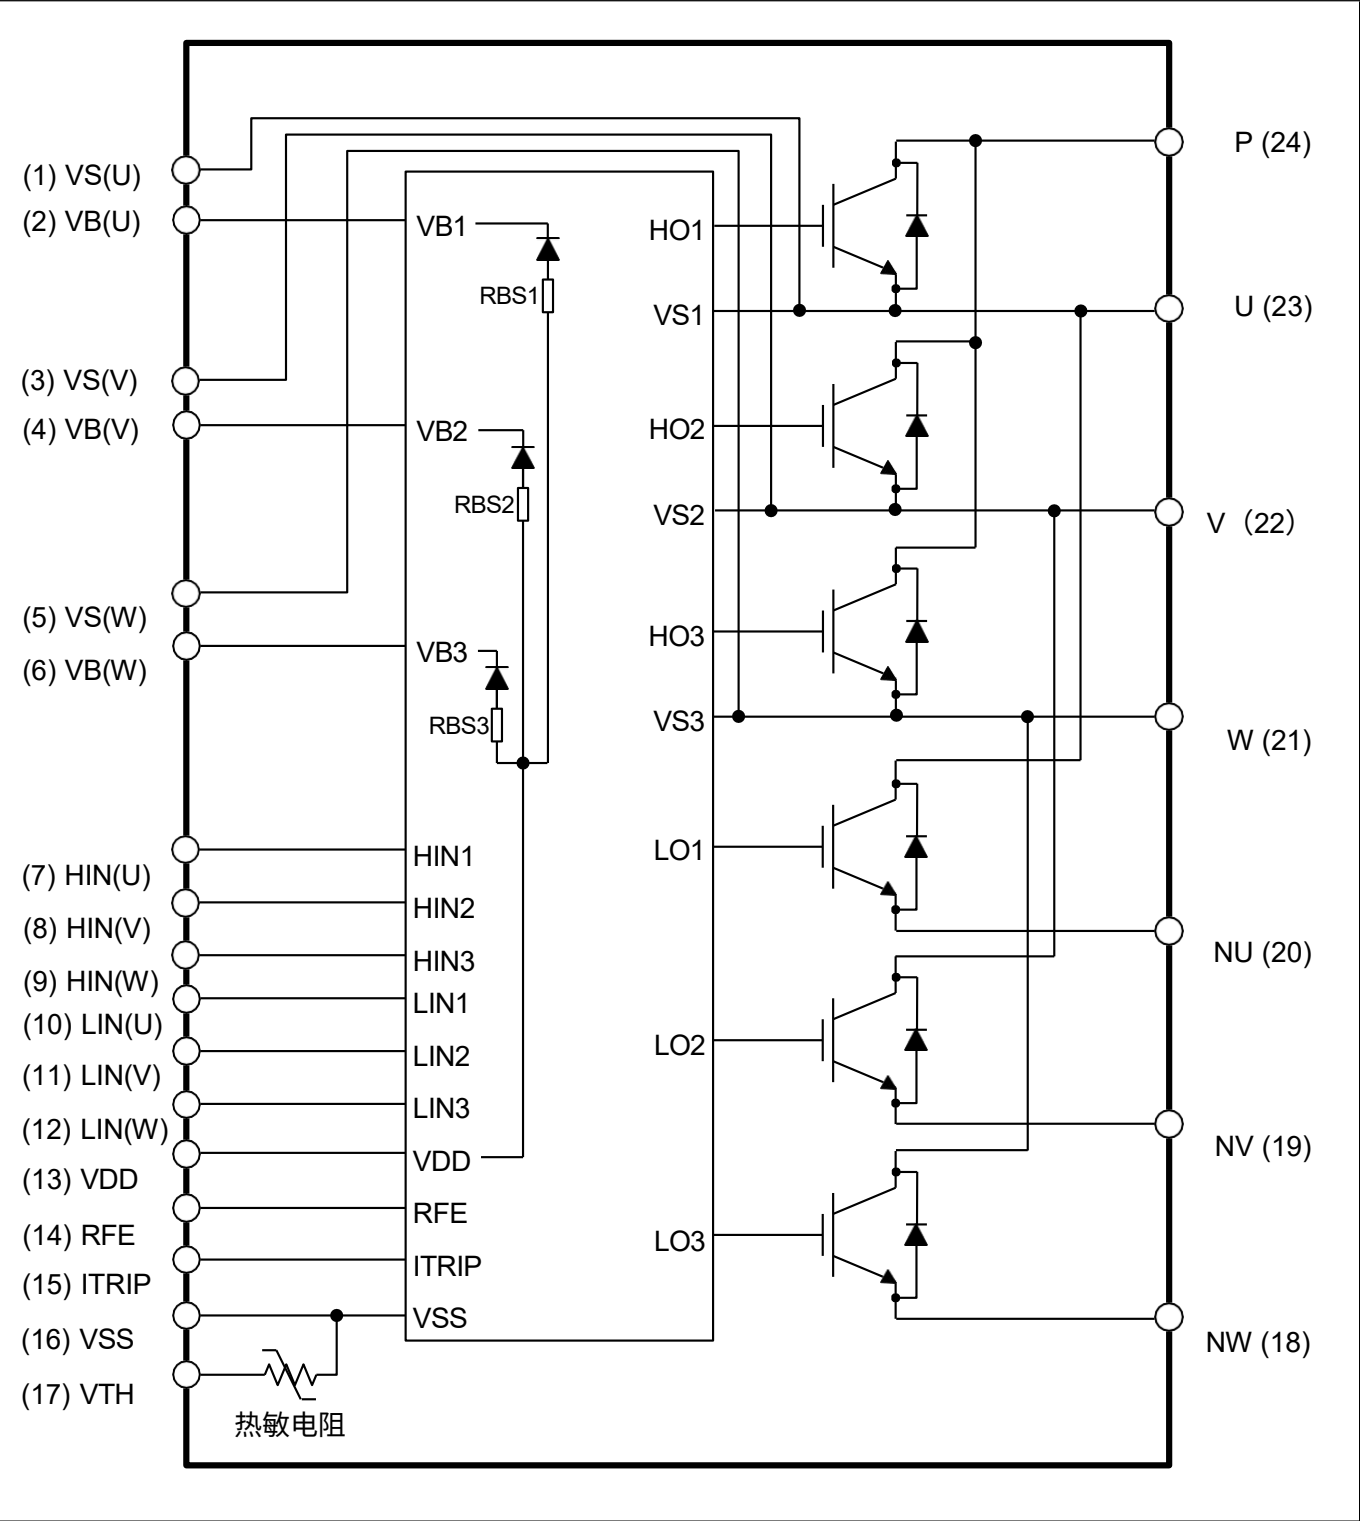 (1) VS(U)
(2) VB(U)
(3) VS(V)
(4) VB(V)
(5) VS(W)
(6) VB(W)
(7) HIN(U)
(8) HIN(V)
(9) HIN(W)
(10) LIN(U)
(11) LIN(V)
(12) LIN(W)
(13) VDD
(14) RFE
(15) ITRIP
(16) VSS
(17) VTH
热敏电阻
VB1
RBS1
VB2
RBS2
VB3
RBS3
HIN1
HIN2
HIN3
LIN1
LIN2
LIN3
VDD
RFE
ITRIP
VSS
HO1
VS1
HO2
VS2
HO3
VS3
LO1
LO2
LO3
P (24)
U (23)
V（22）
W (21)
NU (20)
NV (19)
NW (18)